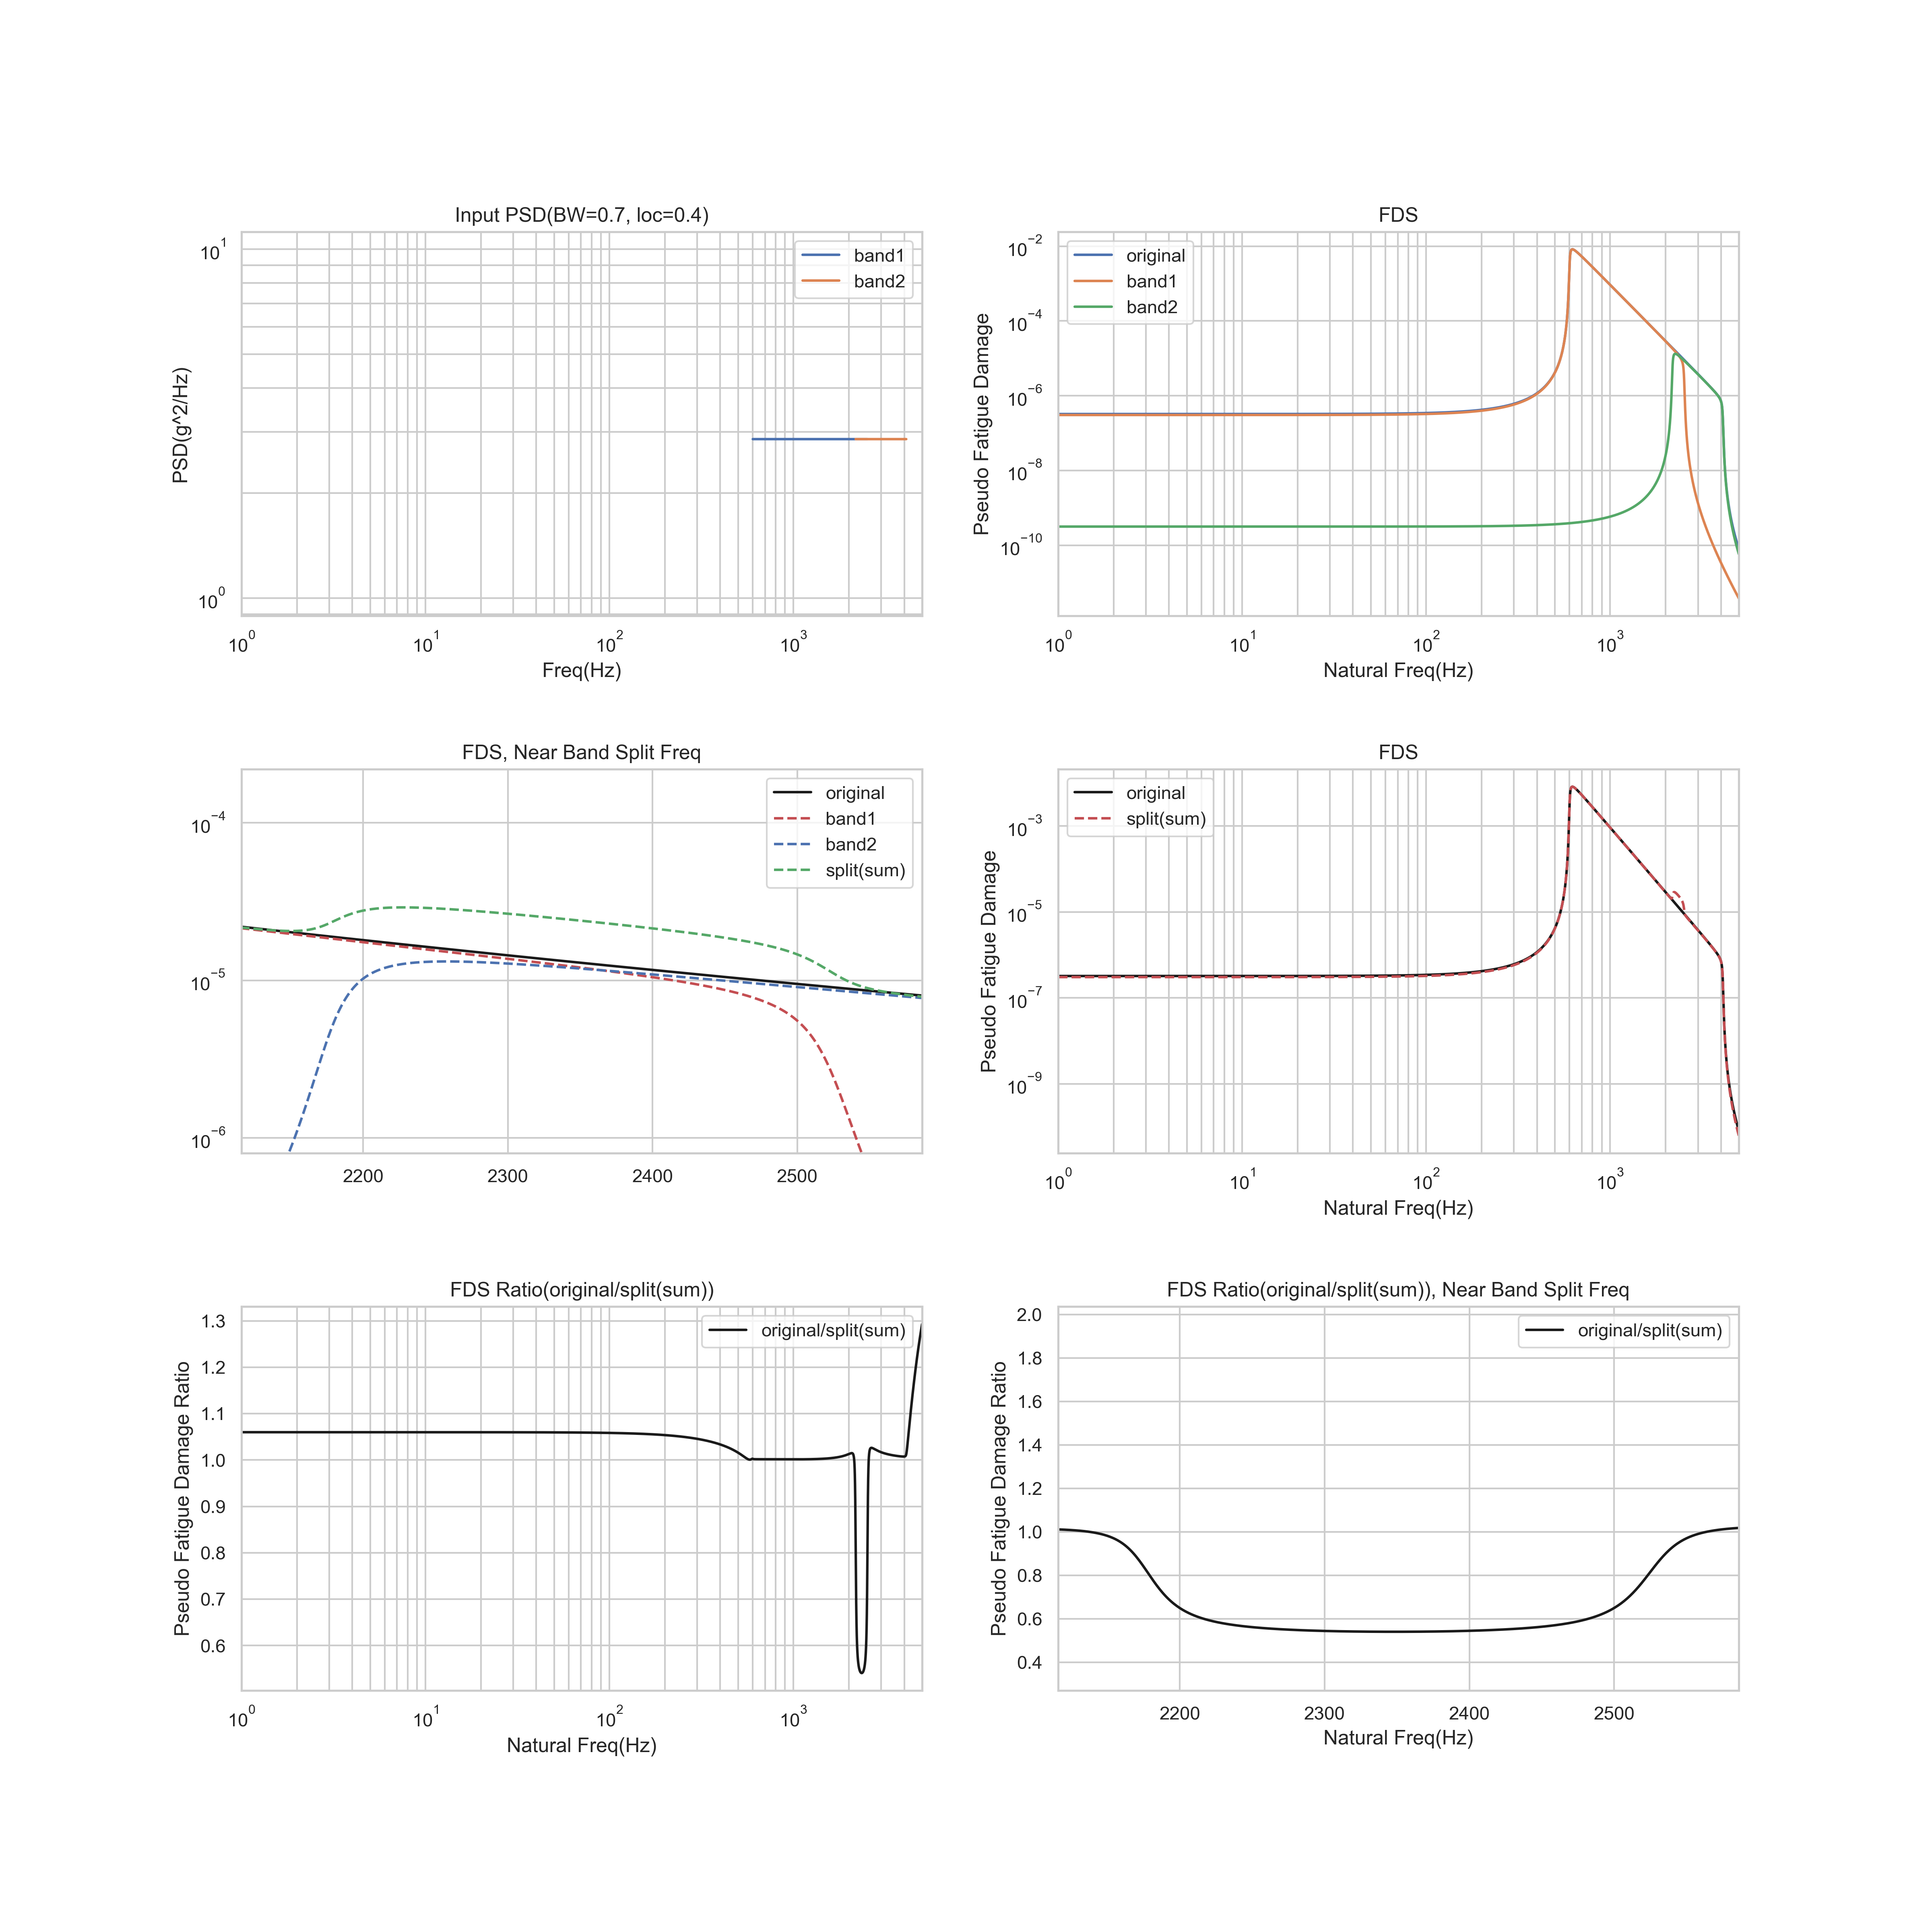 Input PSD(BW=0.7, loc=0.4)
10^1
10^0
PSD(g^2/Hz)
band1
band2
10^0 10^1 10^2 10^3
Freq(Hz)
FDS
10^−2
10^−4
10^−6
10^−8
10^−10
Pseudo Fatigue Damage
original
band1
band2
10^0 10^1 10^2 10^3
Natural Freq(Hz)
FDS, Near Band Split Freq
10^−4
10^−5
10^−6
original
band1
band2
split(sum)
2200 2300 2400 2500
FDS
10^−3
10^−5
10^−7
10^−9
Pseudo Fatigue Damage
original
split(sum)
10^0 10^1 10^2 10^3
Natural Freq(Hz)
FDS Ratio(original/split(sum))
1.3
1.2
1.1
1.0
0.9
0.8
0.7
0.6
Pseudo Fatigue Damage Ratio
original/split(sum)
10^0 10^1 10^2 10^3
Natural Freq(Hz)
FDS Ratio(original/split(sum)), Near Band Split Freq
2.0
1.8
1.6
1.4
1.2
1.0
0.8
0.6
0.4
Pseudo Fatigue Damage Ratio
original/split(sum)
2200 2300 2400 2500
Natural Freq(Hz)